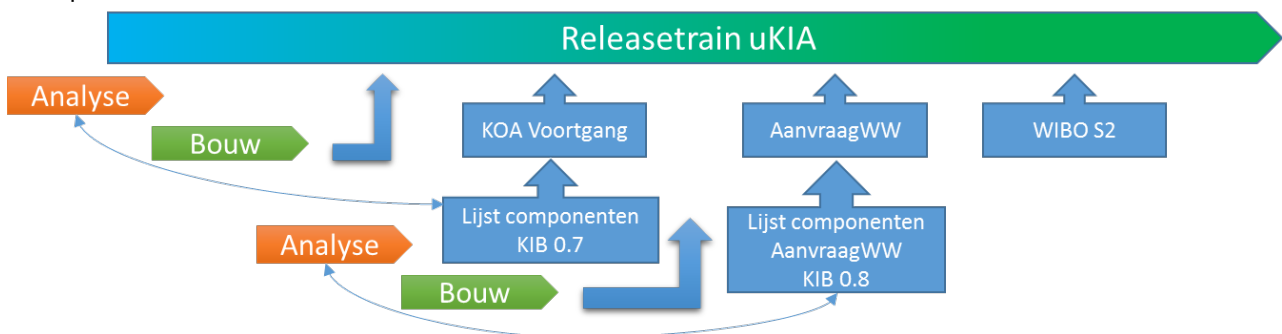 Releasetrain uKIA
Analyse
Bouw
KOA Voortgang
AanvraagWW
WIBO S2
Lijst componenten
KIB 0.7
Lijst componenten
AanvraagWW
KIB 0.8
Analyse
Bouw